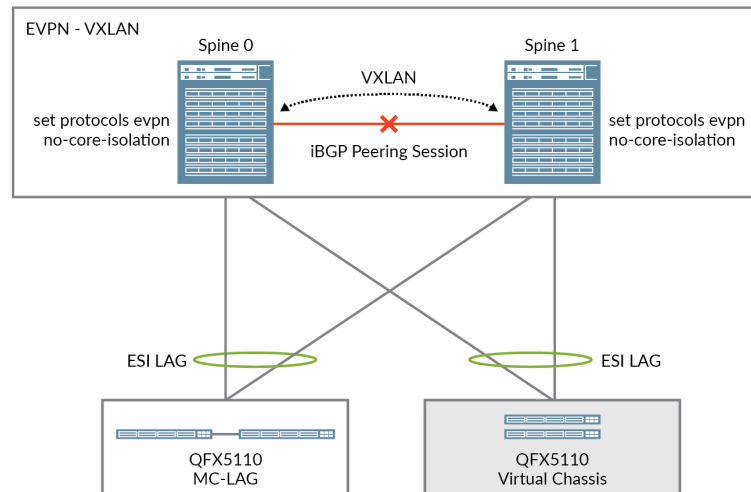 EVPN - VXLAN
Spine 0
Spine 1
VXLAN
set protocols evpn
no-core-isolation
set protocols evpn
no-core-isolation
iBGP Peering Session
ESI LAG
ESI LAG
QFX5110
MC-LAG
QFX5110
Virtual Chassis